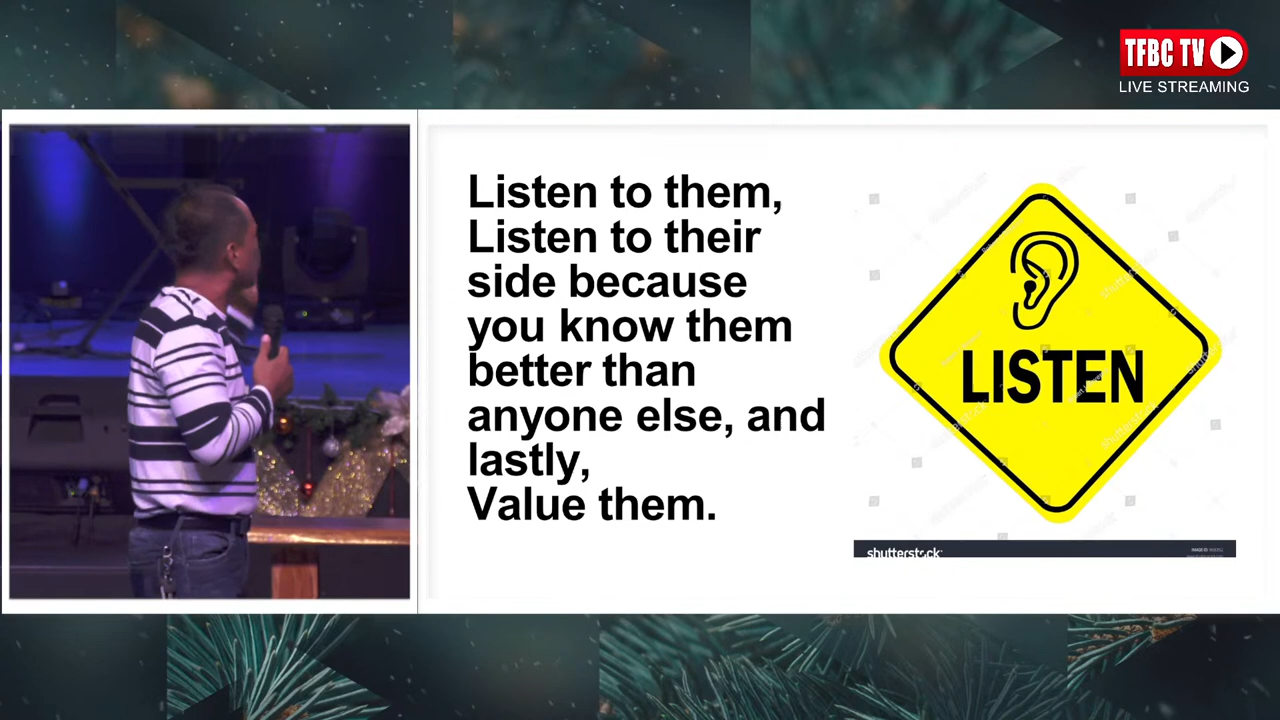 TFBC TV
LIVE STREAMING
Listen to them,
Listen to their
side because
you know them
better than
anyone else, and
lastly,
Value them.
LISTEN
shutterstock